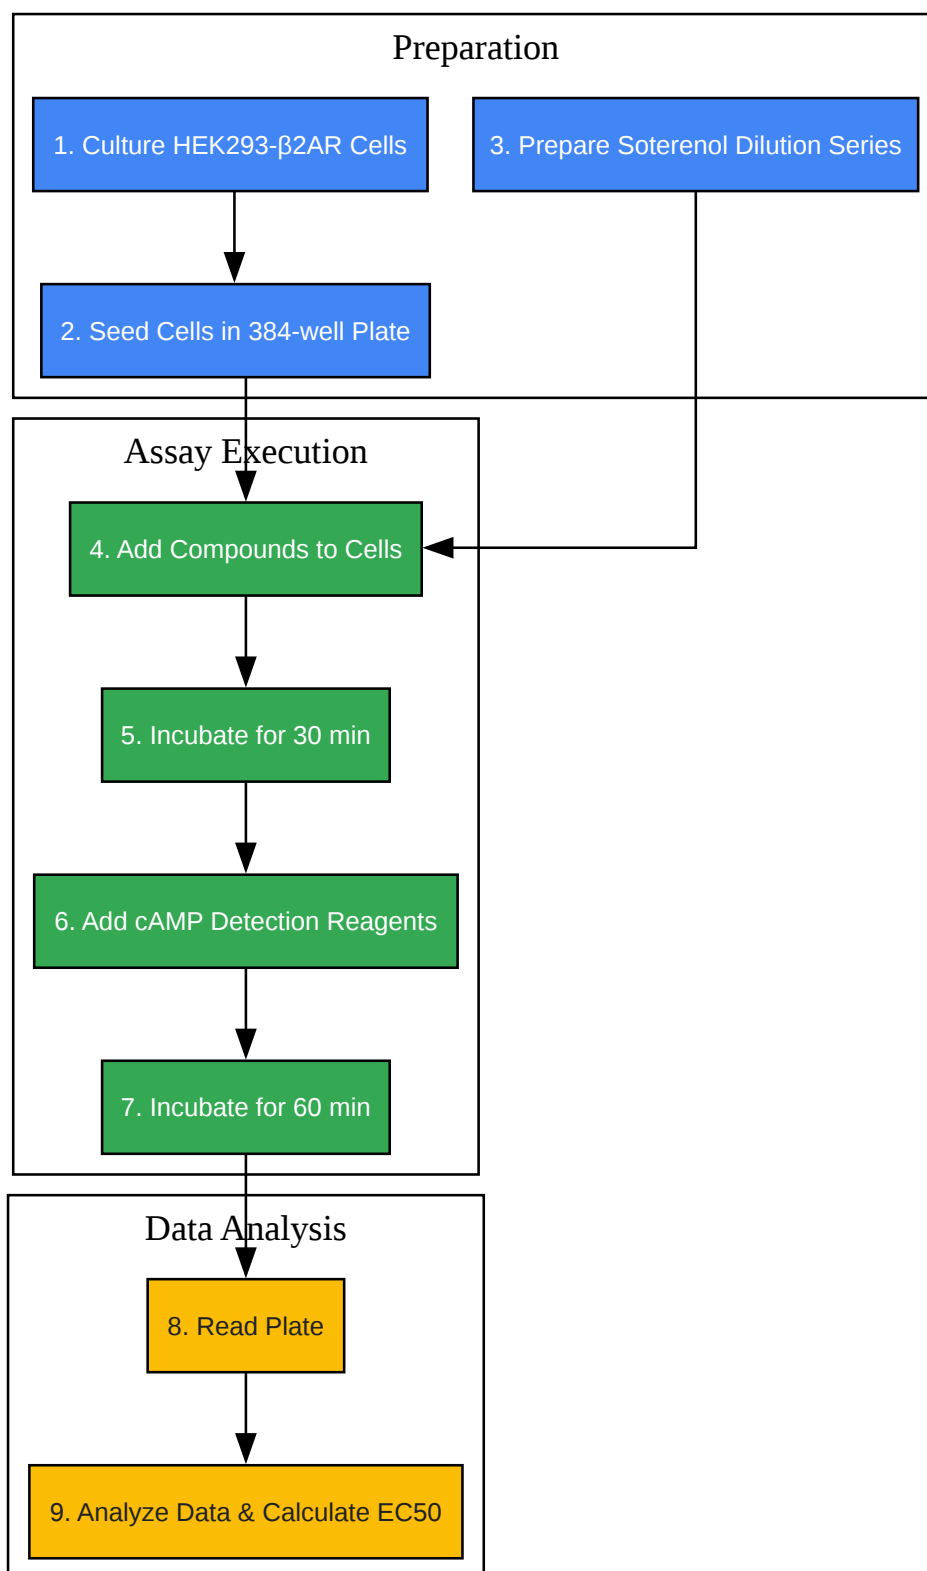 Preparation
1. Culture HEK293-β2AR Cells
3. Prepare Soterenol Dilution Series
2. Seed Cells in 384-well Plate
Assay Execution
4. Add Compounds to Cells
5. Incubate for 30 min
6. Add cAMP Detection Reagents
7. Incubate for 60 min
Data Analysis
8. Read Plate
9. Analyze Data & Calculate EC50